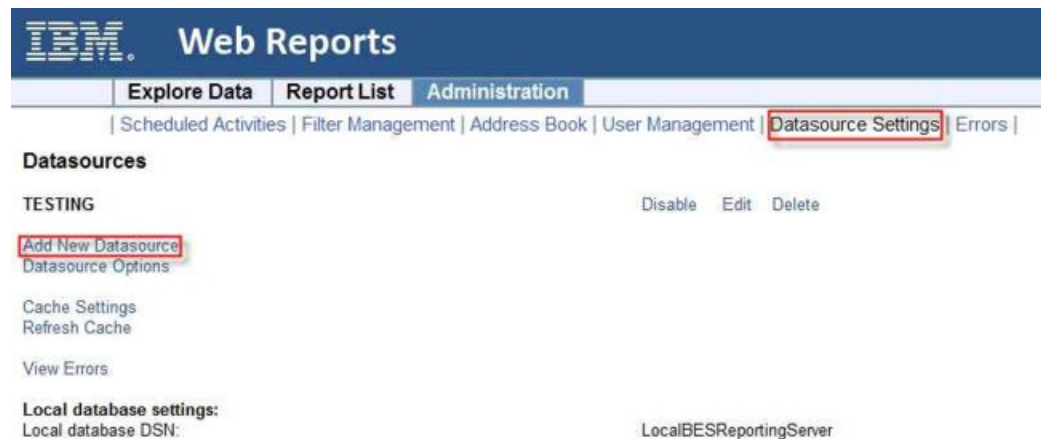 IBM. Web Reports
Explore Data Report List Administration
| Scheduled Activities | Filter Management | Address Book | User Management | Datasource Settings | Errors |
Datasources
TESTING Disable Edit Delete
Add New Datasource
Datasource Options
Cache Settings
Refresh Cache
View Errors
Local database settings:
Local database DSN: LocalBESReportingServer